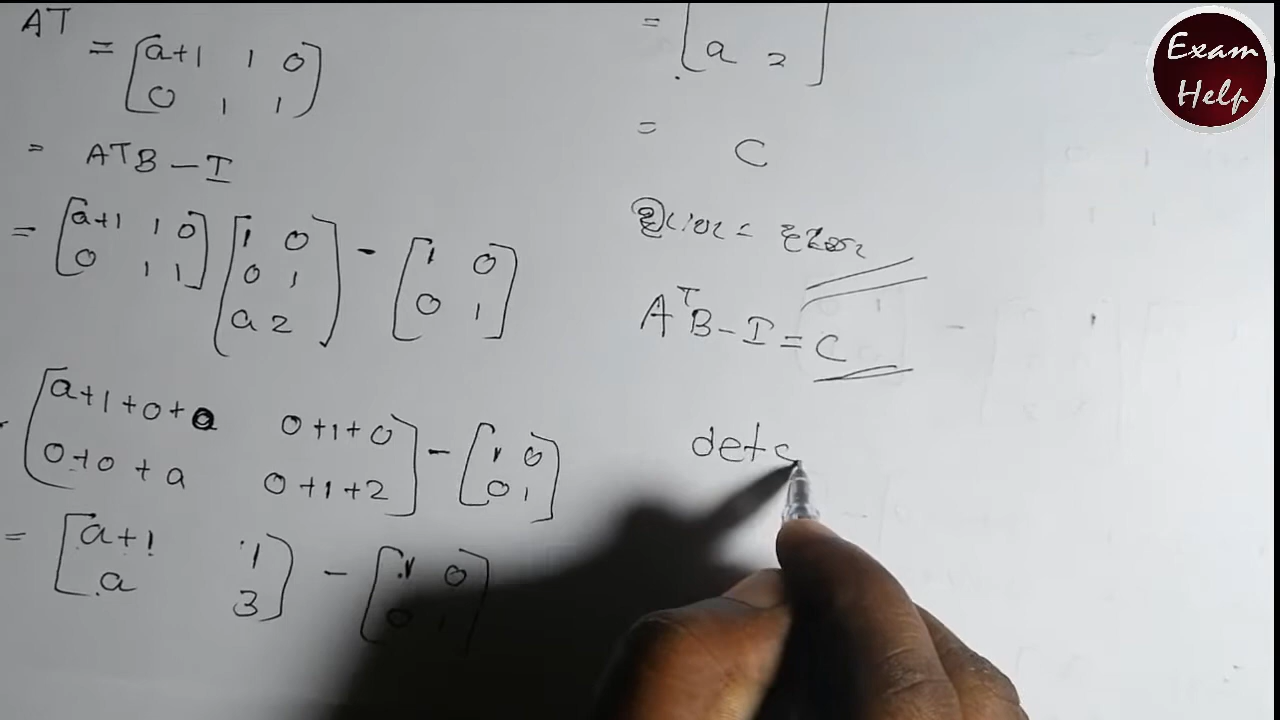 AT
= [a+1 1 0
0 1 1]
= ATB - I
= [a+1 1 0
0 1 1] [1 0
0 1
a 2] - [1 0
0 1]
[a+1+0+0 0+1+0
0+0+a 0+1+2] - [1 0
0 1]
= [a+1 1
a 3] - [1 0
0 1]
= [
a 2]
= C
AᵀB - I = C
det c
Exam
Help